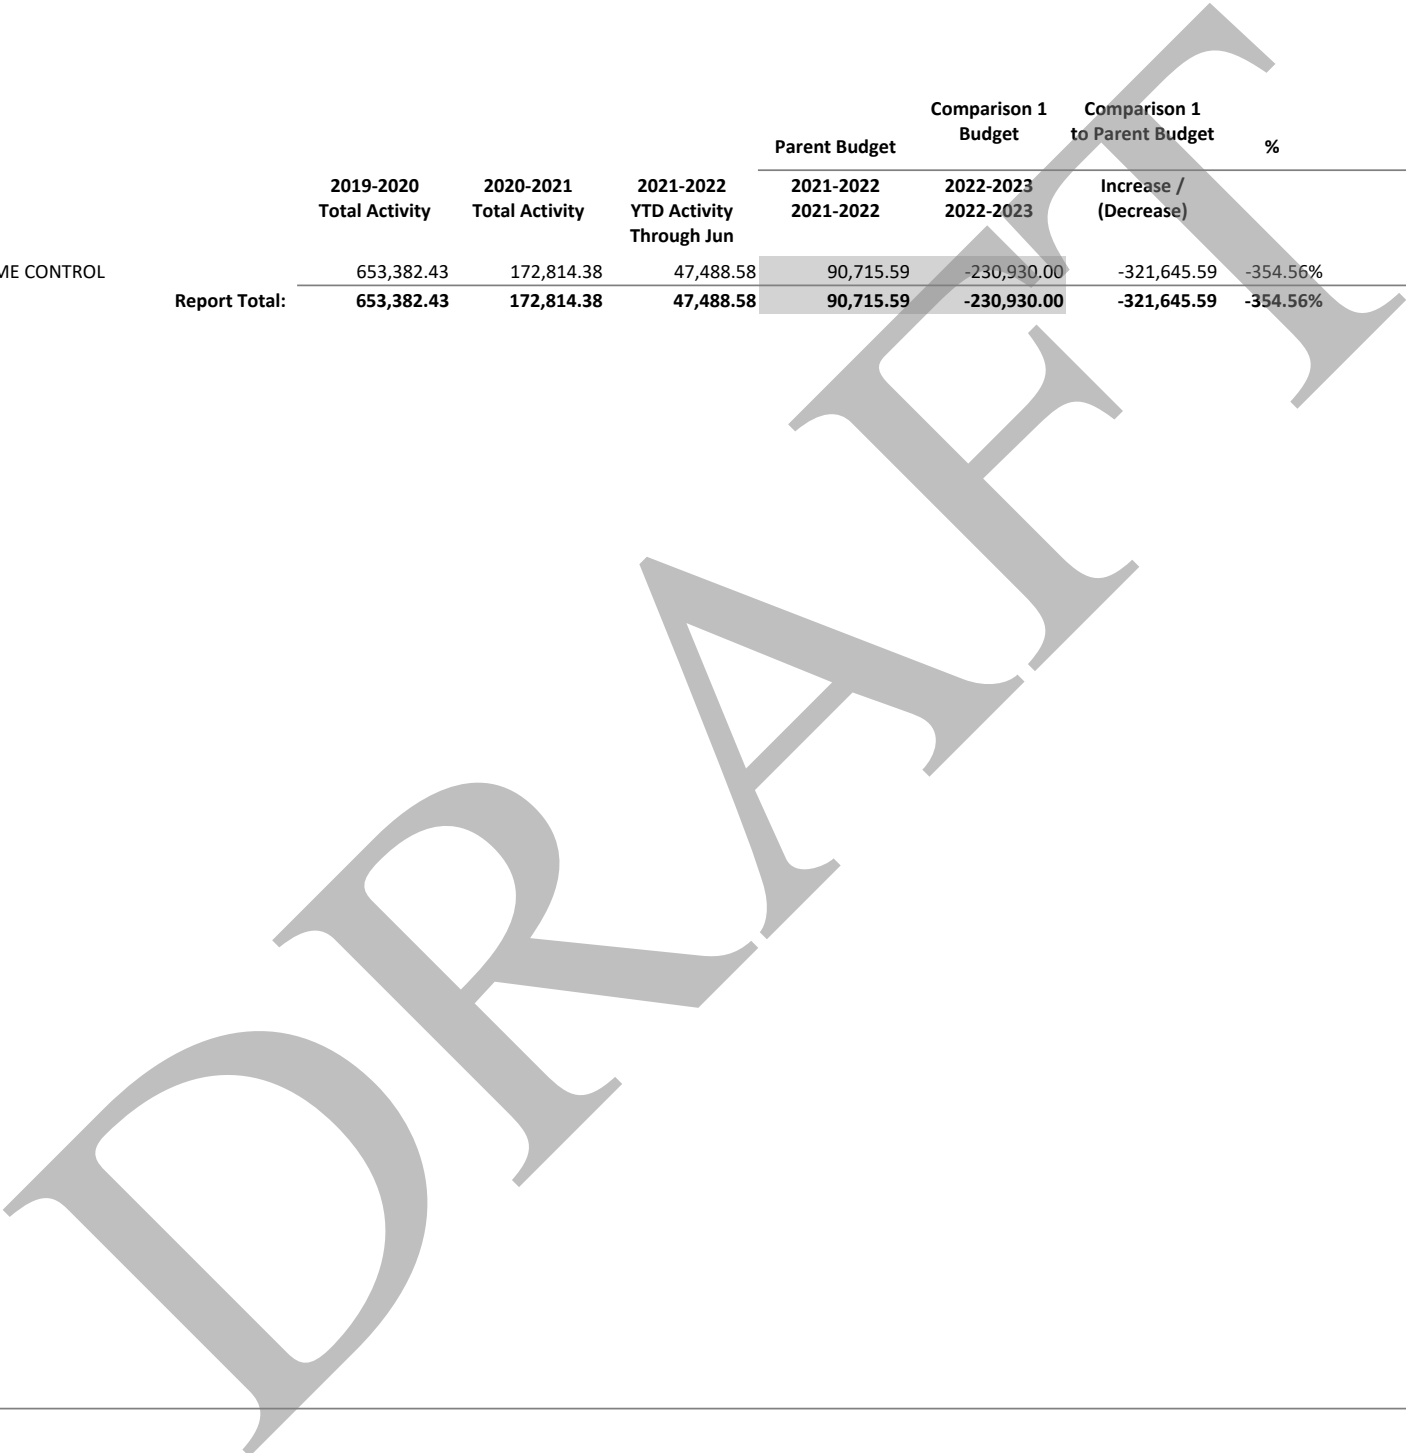 Comparison 1 Comparison 1
Budget to Parent Budget
Parent Budget %
2019-2020 2020-2021 2021-2022 2021-2022 2022-2023 Increase /
Total Activity Total Activity YTD Activity 2021-2022 2022-2023 (Decrease)
Through Jun
ME CONTROL 653,382.43 172,814.38 47,488.58 90,715.59 -230,930.00 -321,645.59 -354.56%
Report Total: 653,382.43 172,814.38 47,488.58 90,715.59 -230,930.00 -321,645.59 -354.56%
DRAFT